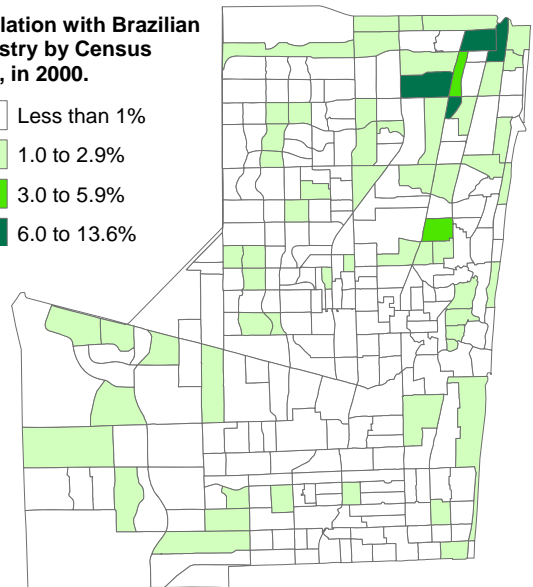 lation with Brazilian
stry by Census
, in 2000.
Less than 1%
1.0 to 2.9%
3.0 to 5.9%
6.0 to 13.6%